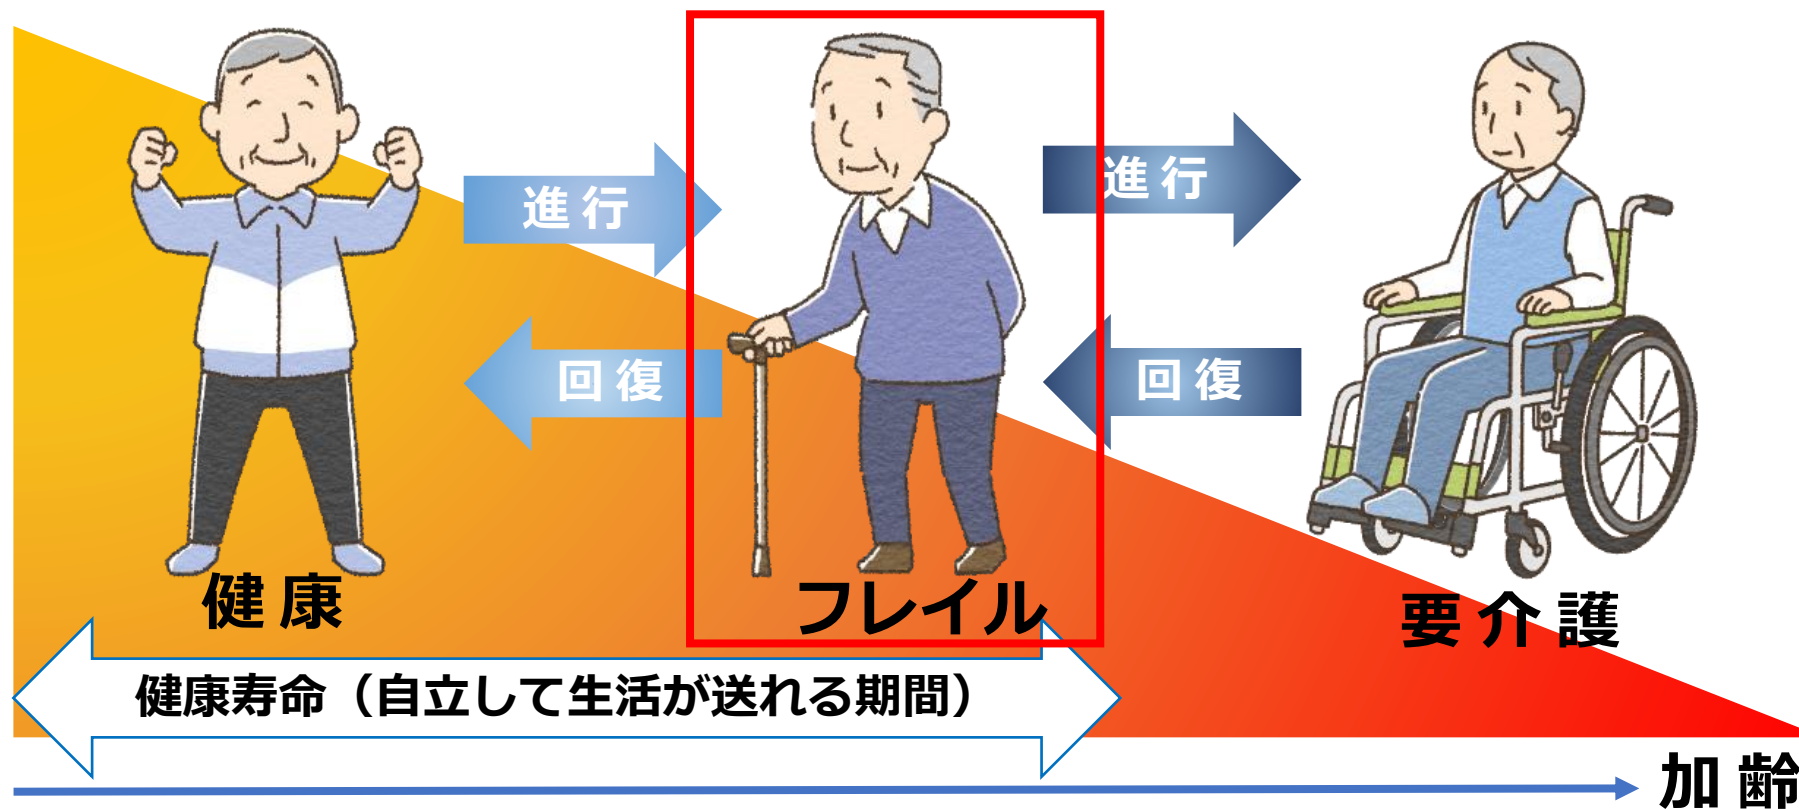 進行
進行
回復
回復
健康
フレイル
要介護
健康寿命（自立して生活が送れる期間）
加齢